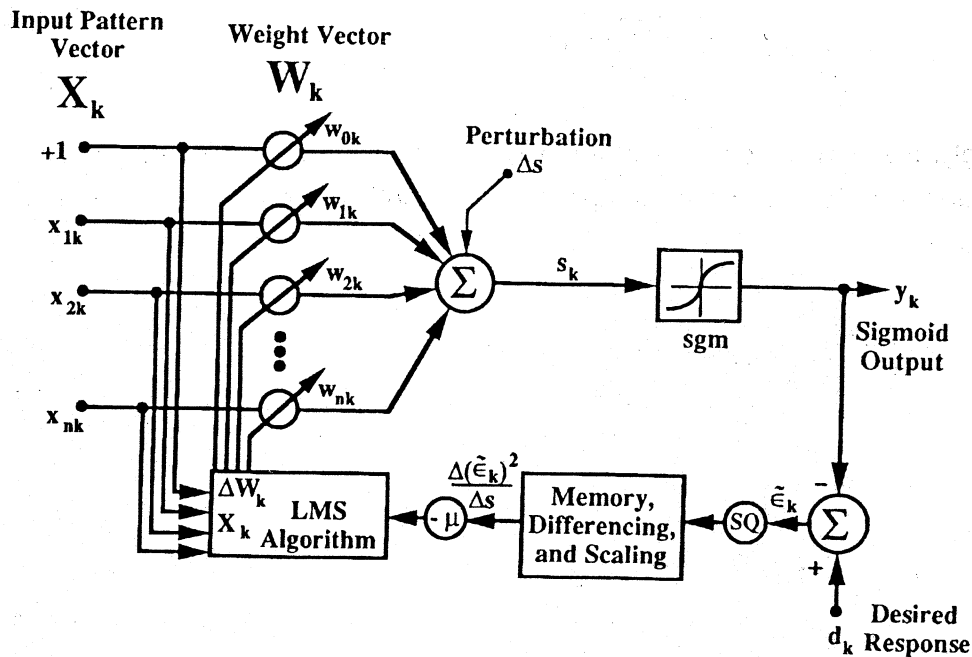 Input Pattern
Vector
X_k
Weight Vector
W_k
+1
w_0k
Perturbation
Δs
x_1k
w_1k
x_2k
w_2k
Σ
s_k
sgm
y_k
Sigmoid
Output
x_nk
w_nk
ΔW_k
X_k
LMS
Algorithm
- μ
Δ(ε̃_k)²
Δs
Memory,
Differencing,
and Scaling
SQ
ε̃_k
-
Σ
+
d_k
Desired
Response